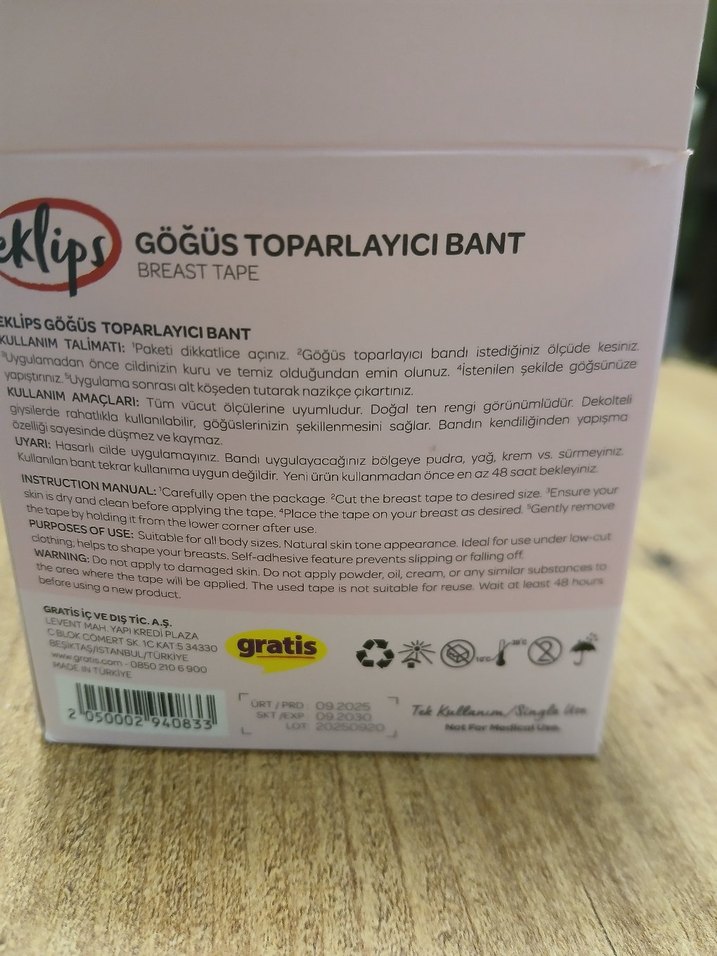 eklips
GÖĞÜS TOPARLAYICI BANT
BREAST TAPE
EKLİPS GÖĞÜS TOPARLAYICI BANT
KULLANIM TALİMATI: ¹Paketi dikkatlice açınız. ²Göğüs toparlayıcı bandı istediğiniz ölçüde kesiniz.
³Uygulamadan önce cildinizin kuru ve temiz olduğundan emin olunuz. ⁴İstenilen şekilde göğsünüze
yapıştırınız. ⁵Uygulama sonrası alt köşeden tutarak nazikçe çıkartınız.
KULLANIM AMAÇLARI: Tüm vücut ölçülerine uyumludur. Doğal ten rengi görünümlüdür. Dekolteli
giysilerde rahatlıkla kullanılabilir, göğüslerinizin şekillenmesini sağlar. Bandın kendiliğinden yapışma
özelliği sayesinde düşmez ve kaymaz.
UYARI: Hasarlı cilde uygulamayınız. Bandı uygulayacağınız bölgeye pudra, yağ, krem vs. sürmeyiniz.
Kullanılan bant tekrar kullanıma uygun değildir. Yeni ürün kullanmadan önce en az 48 saat bekleyiniz.
INSTRUCTION MANUAL: ¹Carefully open the package. ²Cut the breast tape to desired size. ³Ensure your
skin is dry and clean before applying the tape. ⁴Place the tape on your breast as desired. ⁵Gently remove
the tape by holding it from the lower corner after use.
PURPOSES OF USE: Suitable for all body sizes. Natural skin tone appearance. Ideal for use under low-cut
clothing; helps to shape your breasts. Self-adhesive feature prevents slipping or falling off.
WARNING: Do not apply to damaged skin. Do not apply powder, oil, cream, or any similar substances to
the area where the tape will be applied. The used tape is not suitable for reuse. Wait at least 48 hours
before using a new product.
GRATİS İÇ VE DIŞ TİC. A.Ş.
LEVENT MAH. YAPI KREDİ PLAZA
C BLOK CÖMERT SK. 1C KAT:5 34330
BEŞİKTAŞ/İSTANBUL/TÜRKİYE
www.gratis.com - 0850 210 6 900
MADE IN TÜRKİYE
gratis
10°C
2
2 050002 940833
ÜRT / PRD : 09.2025
SKT /EXP : 09.2030
LOT: 20250920
Tek Kullanım/Single Use
Not For Medical Use.